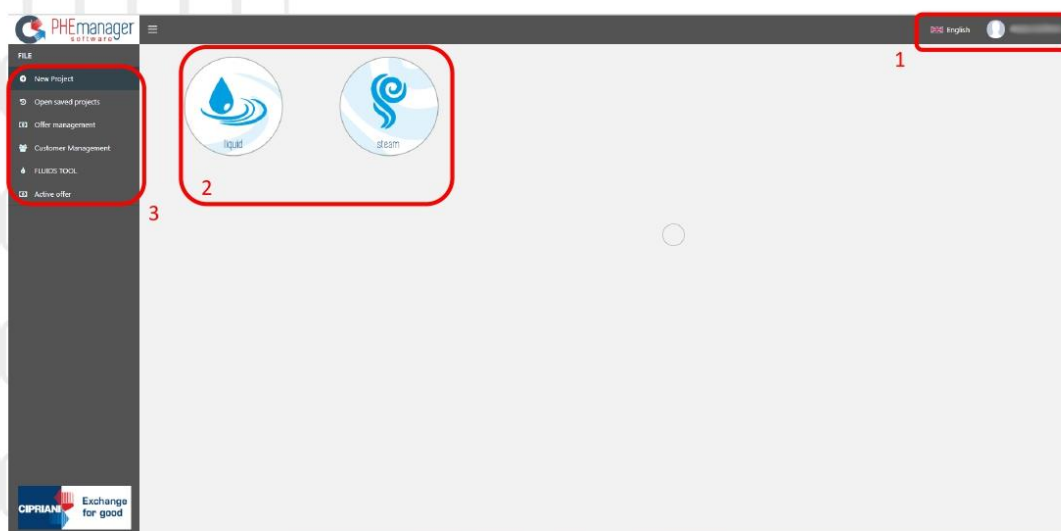 PHEmanager
software
English
1
FILE
New Project
Open saved projects
Offer management
Customer Management
FLUIDS TOOL
Active offer
3
liquid
steam
2
CIPRIANI
Exchange
for good